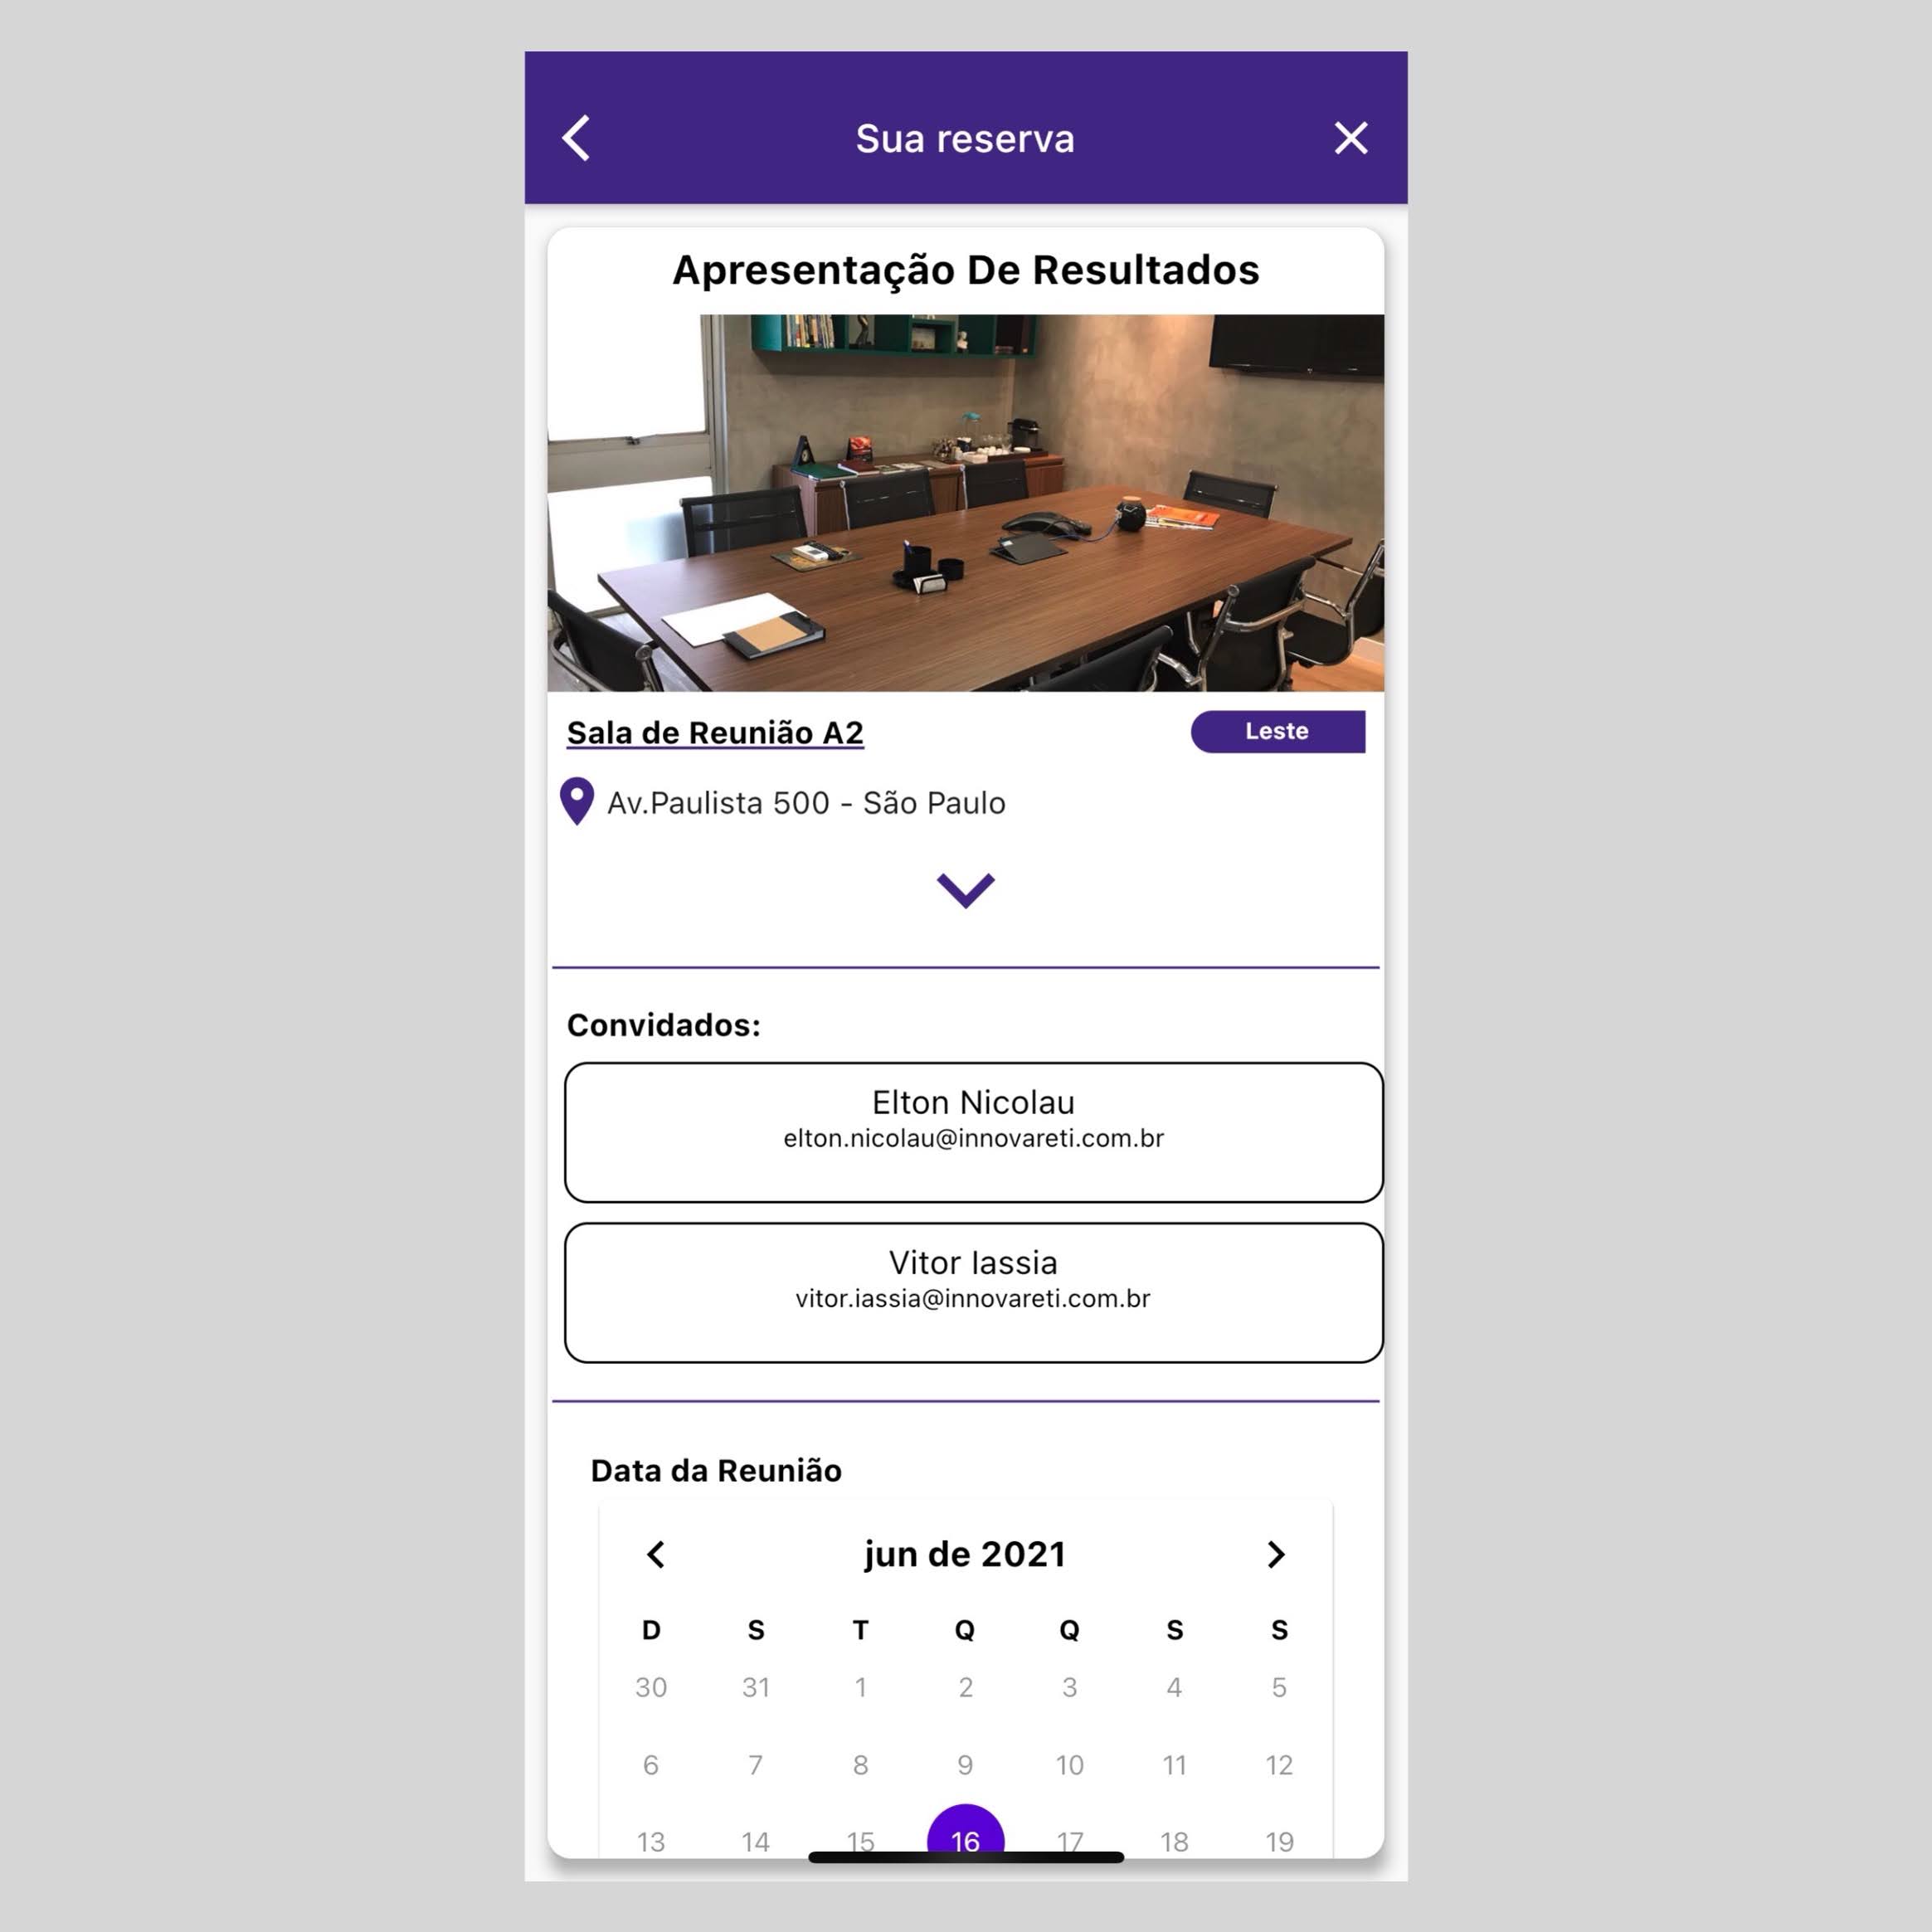 Sua reserva
Apresentação De Resultados
Sala de Reunião A2
Leste
Av.Paulista 500 - São Paulo
Convidados:
Elton Nicolau
elton.nicolau@innovareti.com.br
Vitor Iassia
vitor.iassia@innovareti.com.br
Data da Reunião
jun de 2021
D S T Q Q S S
30 31 1 2 3 4 5
6 7 8 9 10 11 12
13 14 15 16 17 18 19